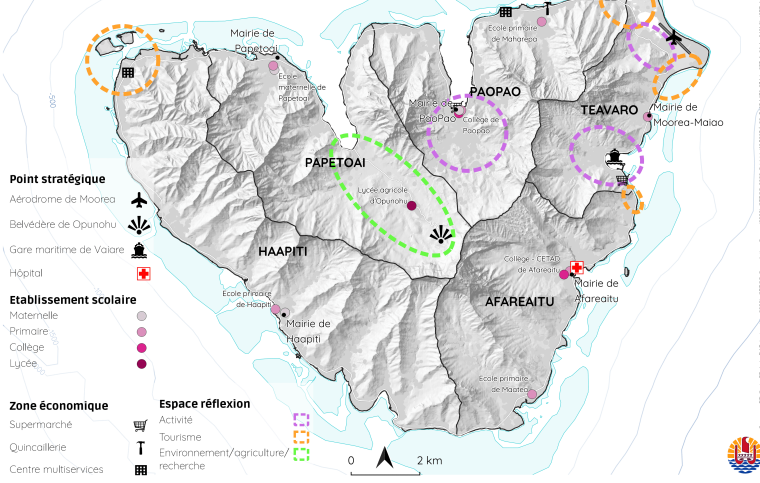 Mairie de
Papetoai
Ecole
maternelle de
Papetoai
Ecole primaire
de Maharepa
PAOPAO
Mairie de
PaoPao
Collège de
Paopao
TEAVARO
Mairie de
Moorea-Maiao
PAPETOAI
Lycée agricole
d'Opunohu
-500
HAAPITI
Ecole primaire
de Haapiti
Mairie de
Haapiti
Collège - CETAD
de Afareaitu
Mairie de
Afareaitu
AFAREAITU
Ecole primaire
de Maatea
Point stratégique
Aérodrome de Moorea
Belvédère de Opunohu
Gare maritime de Vaiare
Hôpital
Etablissement scolaire
Maternelle
Primaire
Collège
Lycée
Zone économique
Supermarché
Quincaillerie
Centre multiservices
Espace réflexion
Activité
Tourisme
Environnement/agriculture/
recherche
0 2 km